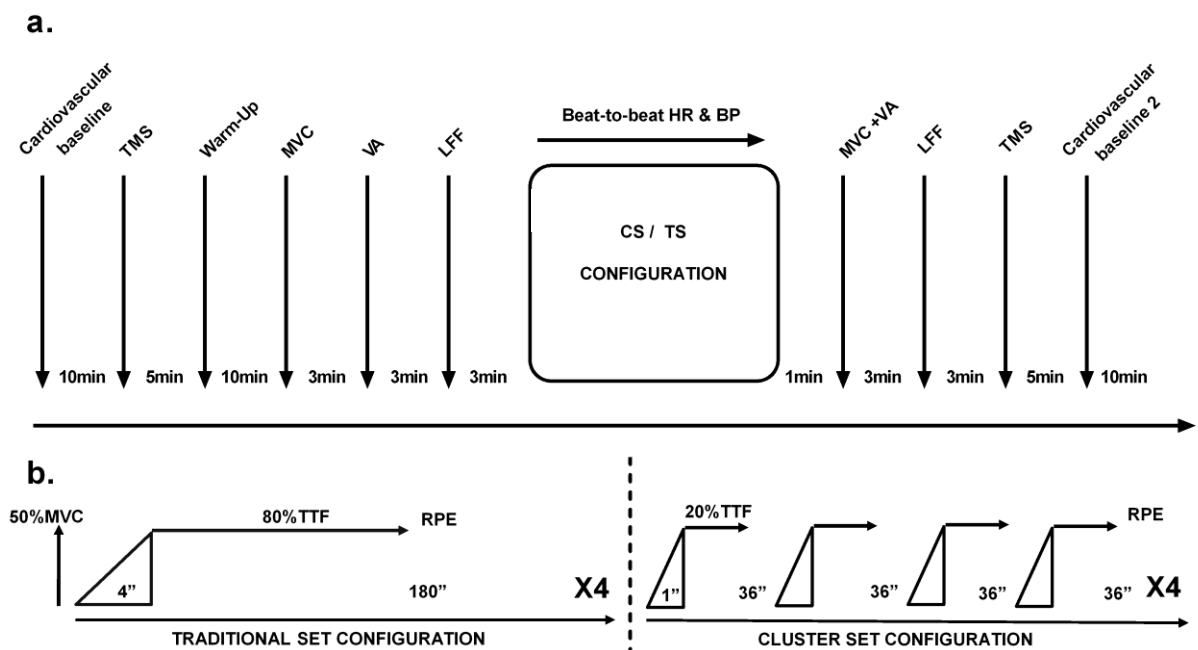 a.
Cardiovascular
baseline
TMS
Warm-Up
MVC
VA
LFF
Beat-to-beat HR & BP
MVC +VA
LFF
TMS
Cardiovascular
baseline 2
CS / TS
CONFIGURATION
10min
5min
10min
3min
3min
3min
1min
3min
3min
5min
10min
b.
50%MVC
80%TTF
RPE
4”
180”
X4
TRADITIONAL SET CONFIGURATION
20%TTF
RPE
1”
36”
36”
36”
36”
X4
CLUSTER SET CONFIGURATION